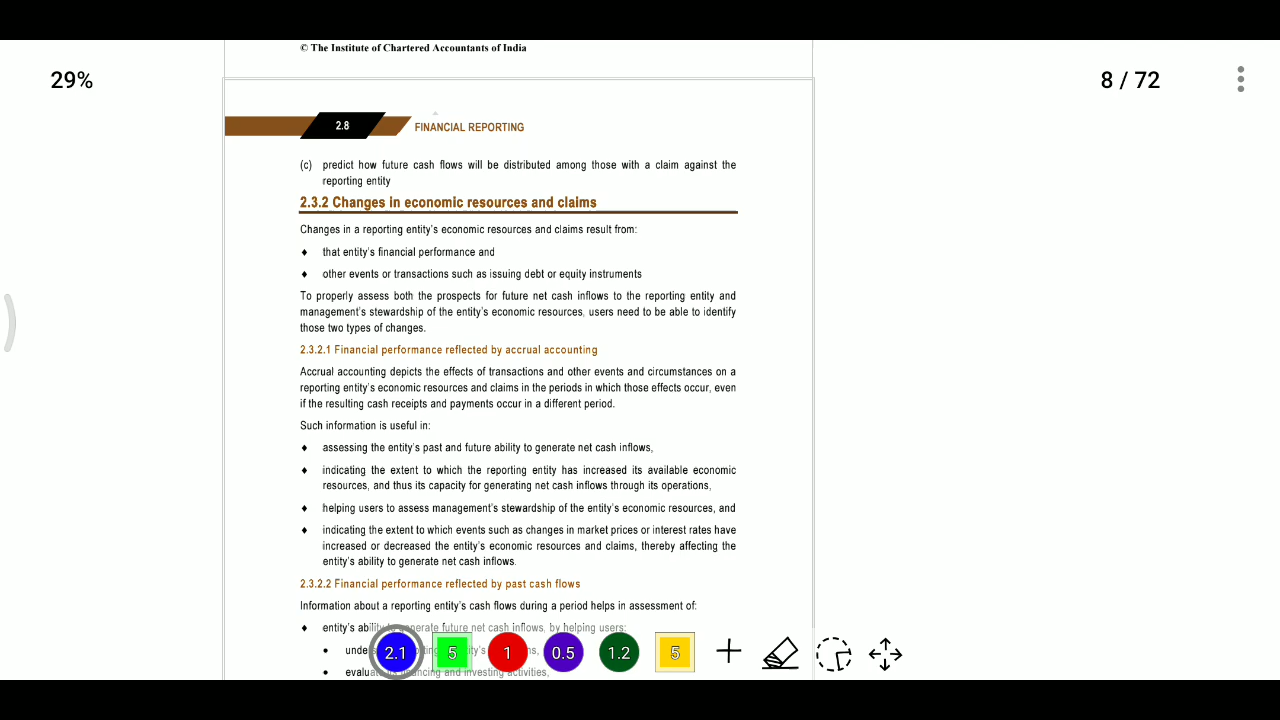 © The Institute of Chartered Accountants of India
29%
8 / 72
2.8 FINANCIAL REPORTING
(c) predict how future cash flows will be distributed among those with a claim against the
reporting entity
2.3.2 Changes in economic resources and claims
Changes in a reporting entity's economic resources and claims result from:
♦ that entity's financial performance and
♦ other events or transactions such as issuing debt or equity instruments
To properly assess both the prospects for future net cash inflows to the reporting entity and
management's stewardship of the entity's economic resources, users need to be able to identify
those two types of changes.
2.3.2.1 Financial performance reflected by accrual accounting
Accrual accounting depicts the effects of transactions and other events and circumstances on a
reporting entity's economic resources and claims in the periods in which those effects occur, even
if the resulting cash receipts and payments occur in a different period.
Such information is useful in:
♦ assessing the entity's past and future ability to generate net cash inflows,
♦ indicating the extent to which the reporting entity has increased its available economic
resources, and thus its capacity for generating net cash inflows through its operations,
♦ helping users to assess management's stewardship of the entity's economic resources, and
♦ indicating the extent to which events such as changes in market prices or interest rates have
increased or decreased the entity's economic resources and claims, thereby affecting the
entity's ability to generate net cash inflows.
2.3.2.2 Financial performance reflected by past cash flows
Information about a reporting entity's cash flows during a period helps in assessment of:
♦ entity's ability to generate future net cash inflows, by helping users:
2.1 5 1 0.5 1.2 5
financing and investing activities,